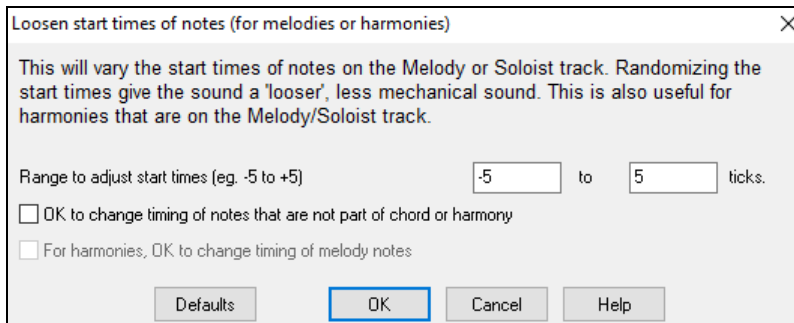 Loosen start times of notes (for melodies or harmonies)
This will vary the start times of notes on the Melody or Soloist track. Randomizing the
start times give the sound a 'looser', less mechanical sound. This is also useful for
harmonies that are on the Melody/Soloist track.
Range to adjust start times (eg. -5 to +5) -5 to 5 ticks.
OK to change timing of notes that are not part of chord or harmony
For harmonies, OK to change timing of melody notes
Defaults OK Cancel Help